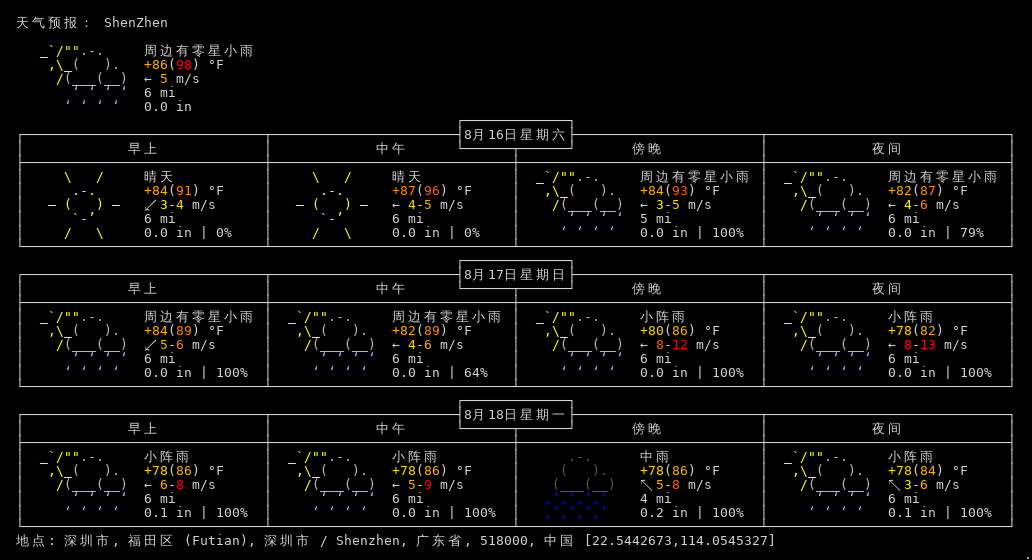 天气预报： ShenZhen
周边有零星小雨
+86(98) °F
← 5 m/s
6 mi
0.0 in
8月16日星期六
早上 中午 傍晚 夜间
晴天 晴天 周边有零星小雨 周边有零星小雨
+84(91) °F +87(96) °F +84(93) °F +82(87) °F
↙ 3-4 m/s ← 4-5 m/s ← 3-5 m/s ← 4-6 m/s
6 mi 6 mi 5 mi 6 mi
0.0 in | 0% 0.0 in | 0% 0.0 in | 100% 0.0 in | 79%
8月17日星期日
早上 中午 傍晚 夜间
周边有零星小雨 周边有零星小雨 小阵雨 小阵雨
+84(89) °F +82(89) °F +80(86) °F +78(82) °F
↙ 5-6 m/s ← 4-6 m/s ← 8-12 m/s ← 8-13 m/s
6 mi 6 mi 6 mi 6 mi
0.0 in | 100% 0.0 in | 64% 0.0 in | 100% 0.0 in | 100%
8月18日星期一
早上 中午 傍晚 夜间
小阵雨 小阵雨 中雨 小阵雨
+78(86) °F +78(86) °F +78(86) °F +78(84) °F
← 6-8 m/s ← 5-9 m/s ↖ 5-8 m/s ↖ 3-6 m/s
6 mi 6 mi 4 mi 6 mi
0.1 in | 100% 0.0 in | 100% 0.2 in | 100% 0.1 in | 100%
地点: 深圳市, 福田区 (Futian), 深圳市 / Shenzhen, 广东省, 518000, 中国 [22.5442673,114.0545327]